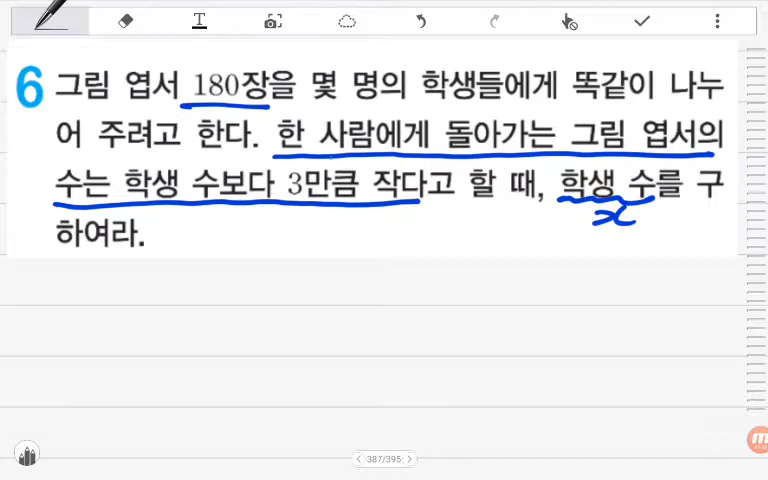 T
6 그림 엽서 180장을 몇 명의 학생들에게 똑같이 나누
어 주려고 한다. 한 사람에게 돌아가는 그림 엽서의
수는 학생 수보다 3만큼 작다고 할 때, 학생 수를 구
x
하여라.
387/395